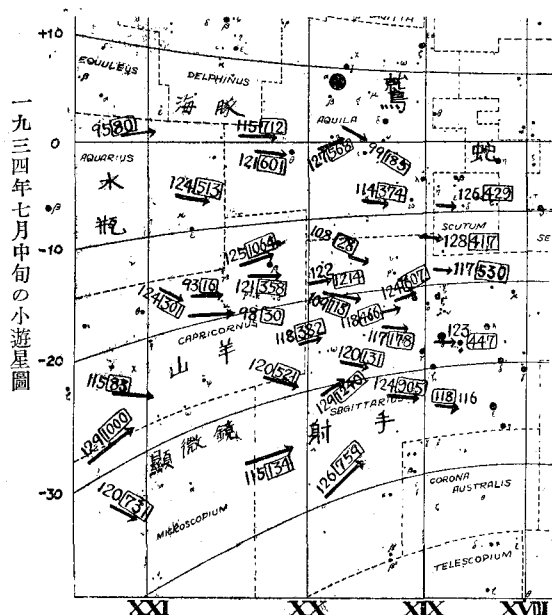 一九三四年七月中旬の小遊星圖
+10
0
-10
-20
-30
EQUULEUS
DELPHINUS
海豚
AQUILA
鷲
95 80
115 712
121 601
127 568
99 185
蛇
AQUARIUS
水瓶
124 513
114 374
126 429
SCUTUM
128 417
125 1064
108 28
117 530
121 358
122 1214
124 607
93 16
124 301
98 30
CAPRICORNUS
山羊
118 382
117 178
123 447
120 131
120 521
115 83
124 905
118 116
SAGITTARIUS
射手
129 1000
顯微鏡
115 134
126 759
120 731
MICROSCOPIUM
CORONA AUSTRALIS
TELESCOPIUM
XXI
XX
XIX
XVIII